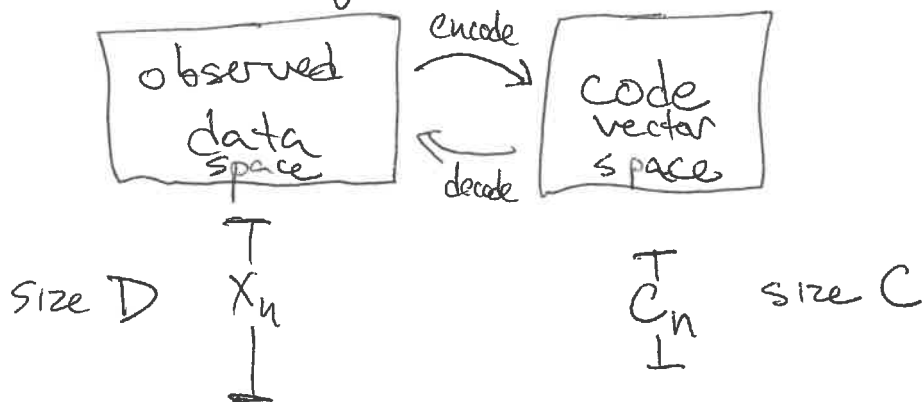 encode
observed
data
space
code
vector
space
decode
size D
Xn
Cn
size C